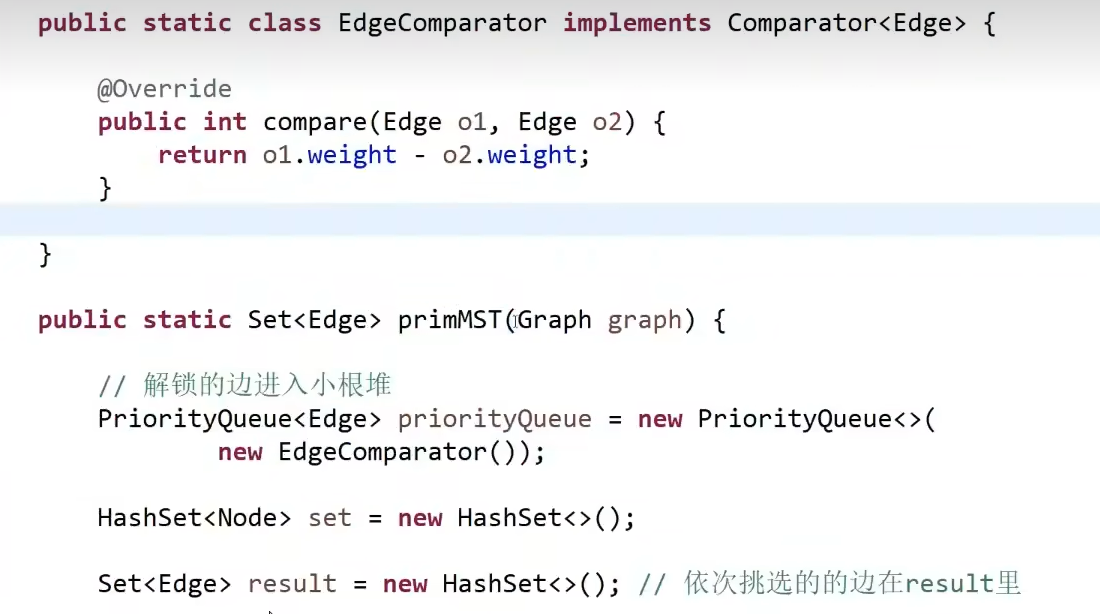 public static class EdgeComparator implements Comparator<Edge> {
@Override
public int compare(Edge o1, Edge o2) {
return o1.weight - o2.weight;
}
}
public static Set<Edge> primMST(Graph graph) {
// 解锁的边进入小根堆
PriorityQueue<Edge> priorityQueue = new PriorityQueue<>(
new EdgeComparator());
HashSet<Node> set = new HashSet<>();
Set<Edge> result = new HashSet<>(); // 依次挑选的的边在result里